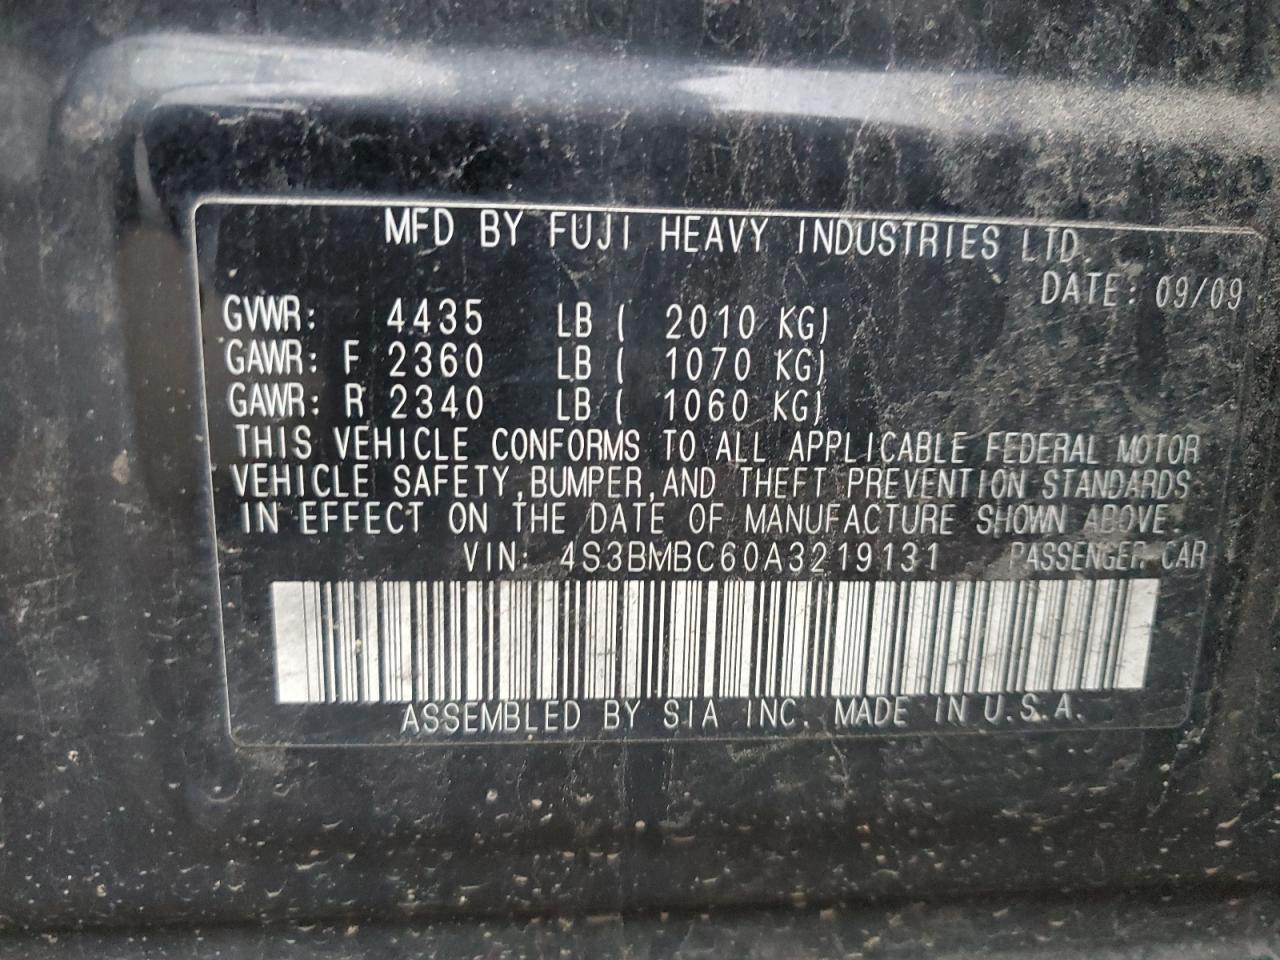 MFD BY FUJI HEAVY INDUSTRIES LTD.
DATE: 09/09
GVWR: 4435 LB ( 2010 KG)
GAWR: F 2360 LB ( 1070 KG)
GAWR: R 2340 LB ( 1060 KG)
THIS VEHICLE CONFORMS TO ALL APPLICABLE FEDERAL MOTOR
VEHICLE SAFETY, BUMPER, AND THEFT PREVENTION STANDARDS
IN EFFECT ON THE DATE OF MANUFACTURE SHOWN ABOVE.
VIN: 4S3BMBC60A3219131 PASSENGER CAR
ASSEMBLED BY SIA INC. MADE IN U.S.A.